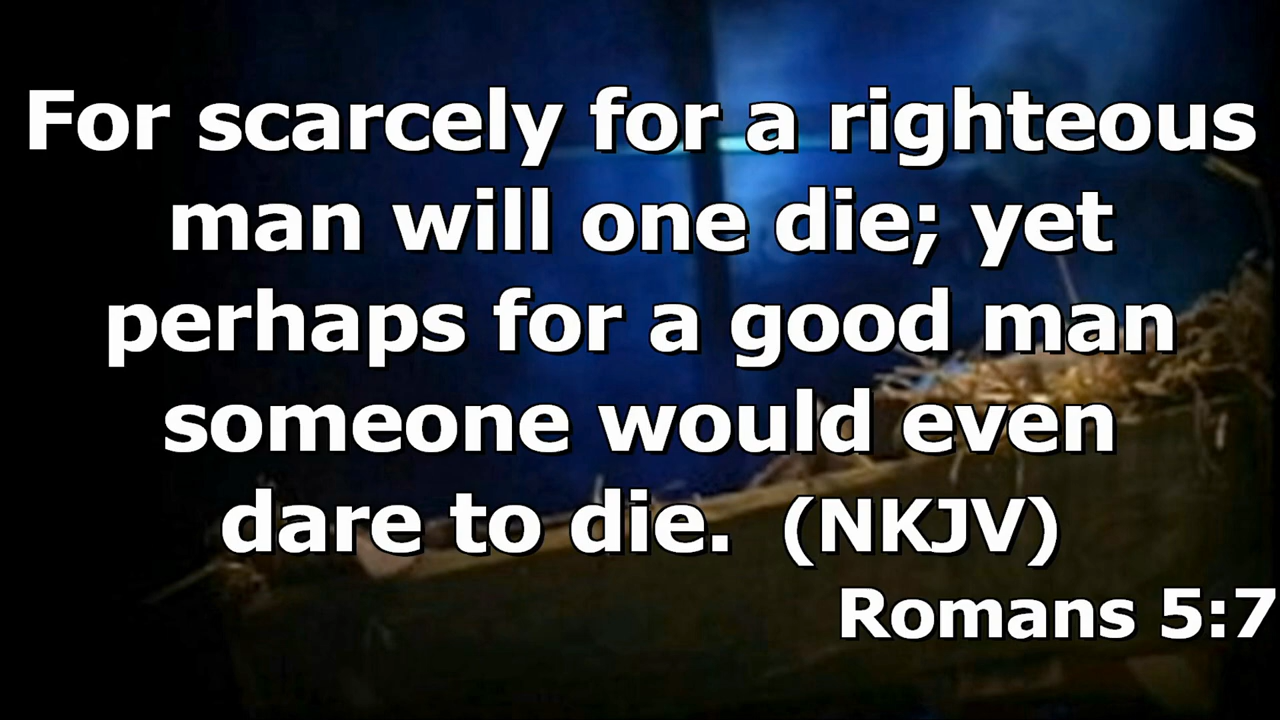 For scarcely for a righteous
man will one die; yet
perhaps for a good man
someone would even
dare to die.  (NKJV)
Romans 5:7